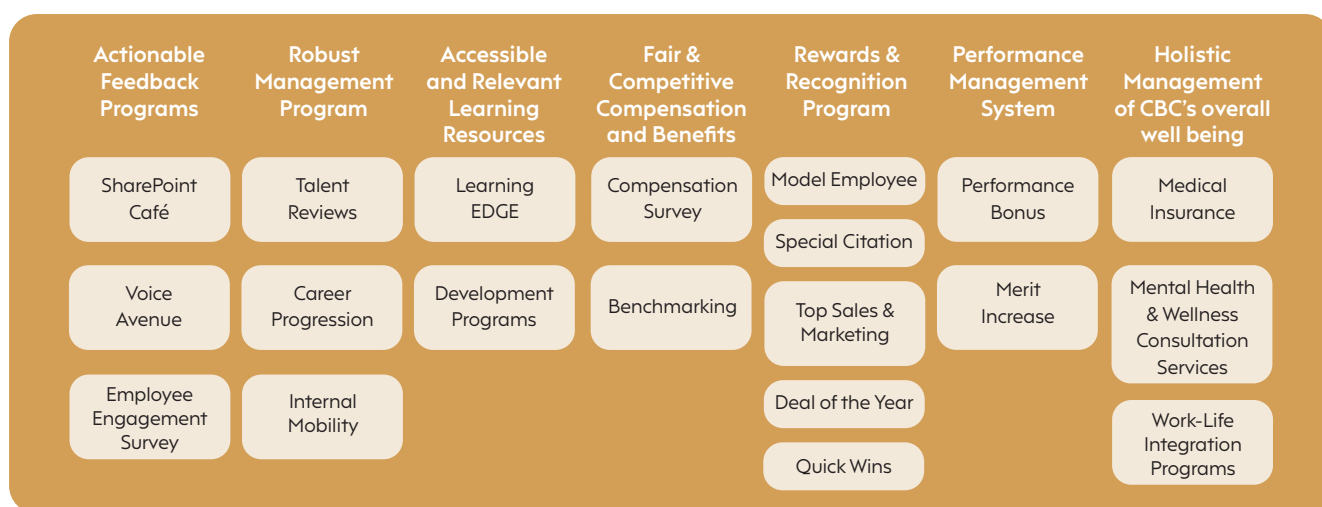 Actionable
Feedback
Programs
SharePoint
Café
Voice
Avenue
Employee
Engagement
Survey
Robust
Management
Program
Talent
Reviews
Career
Progression
Internal
Mobility
Accessible
and Relevant
Learning
Resources
Learning
EDGE
Development
Programs
Fair &
Competitive
Compensation
and Benefits
Compensation
Survey
Benchmarking
Rewards &
Recognition
Program
Model Employee
Special Citation
Top Sales &
Marketing
Deal of the Year
Quick Wins
Performance
Management
System
Performance
Bonus
Merit
Increase
Holistic
Management
of CBC's overall
well being
Medical
Insurance
Mental Health
& Wellness
Consultation
Services
Work-Life
Integration
Programs